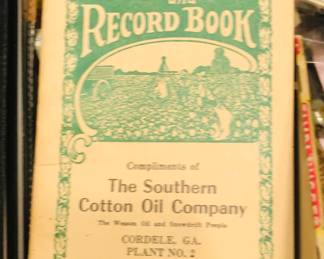 and
RECORD BOOK
Compliments of
The Southern
Cotton Oil Company
The Wesson Oil and Snowdrift People
CORDELE, GA.
PLANT NO. 2